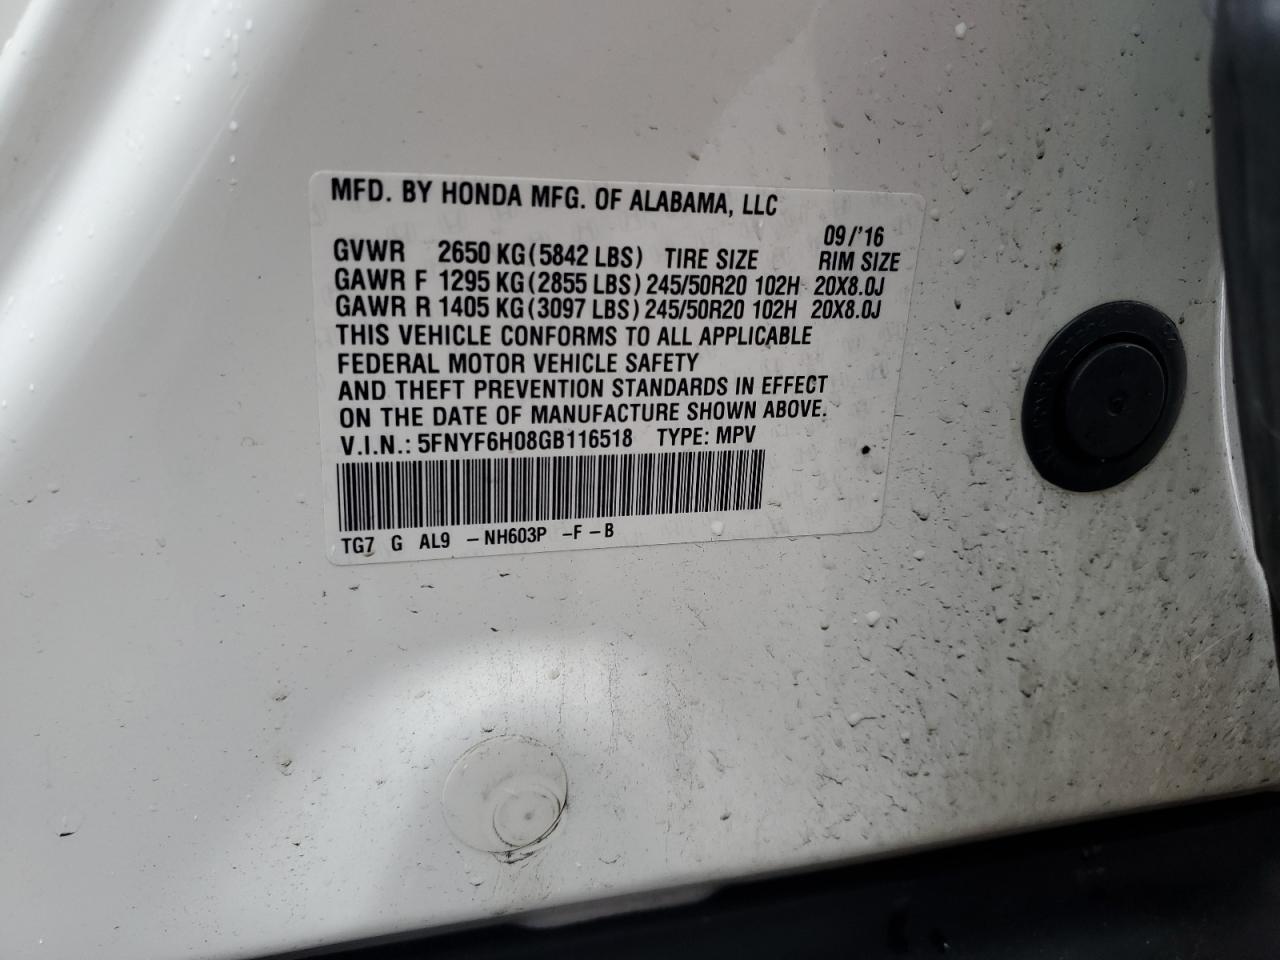 MFD. BY HONDA MFG. OF ALABAMA, LLC
09/'16
GVWR 2650 KG (5842 LBS) TIRE SIZE RIM SIZE
GAWR F 1295 KG (2855 LBS) 245/50R20 102H 20X8.0J
GAWR R 1405 KG (3097 LBS) 245/50R20 102H 20X8.0J
THIS VEHICLE CONFORMS TO ALL APPLICABLE
FEDERAL MOTOR VEHICLE SAFETY
AND THEFT PREVENTION STANDARDS IN EFFECT
ON THE DATE OF MANUFACTURE SHOWN ABOVE.
V.I.N.: 5FNYF6H08GB116518 TYPE: MPV
TG7 G AL9 -NH603P -F-B